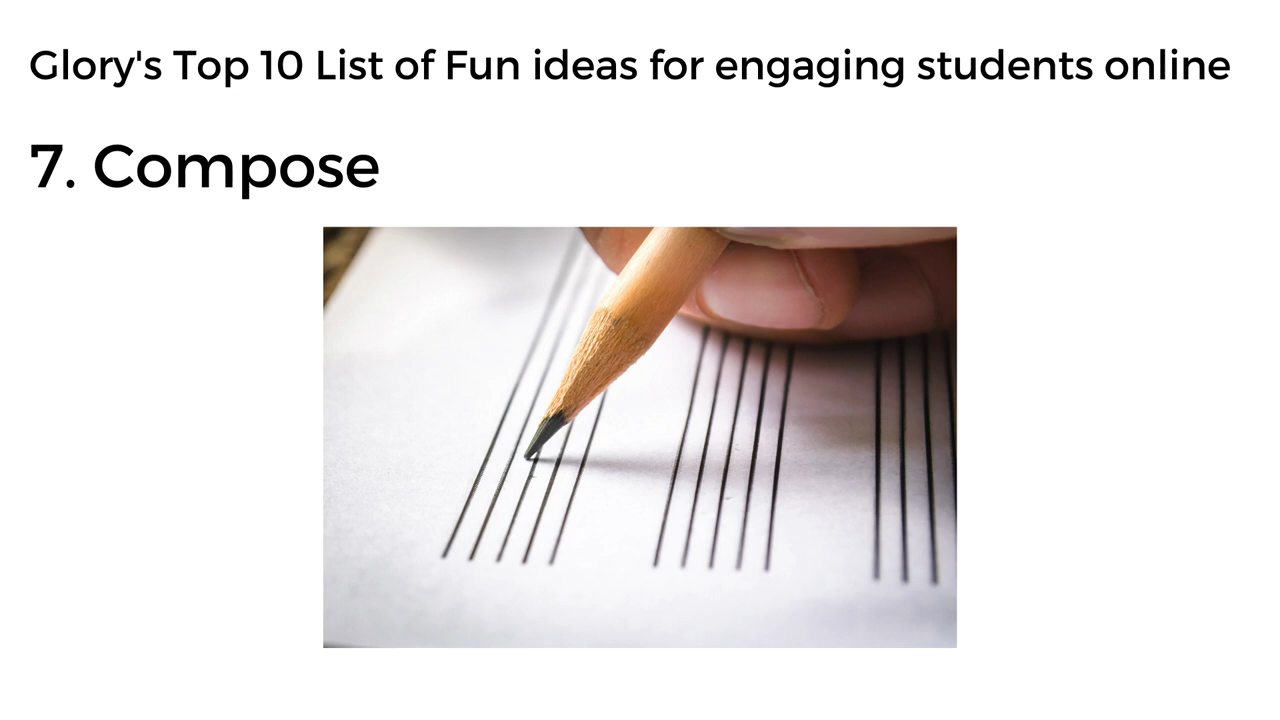 Glory's Top 10 List of Fun ideas for engaging students online
7. Compose